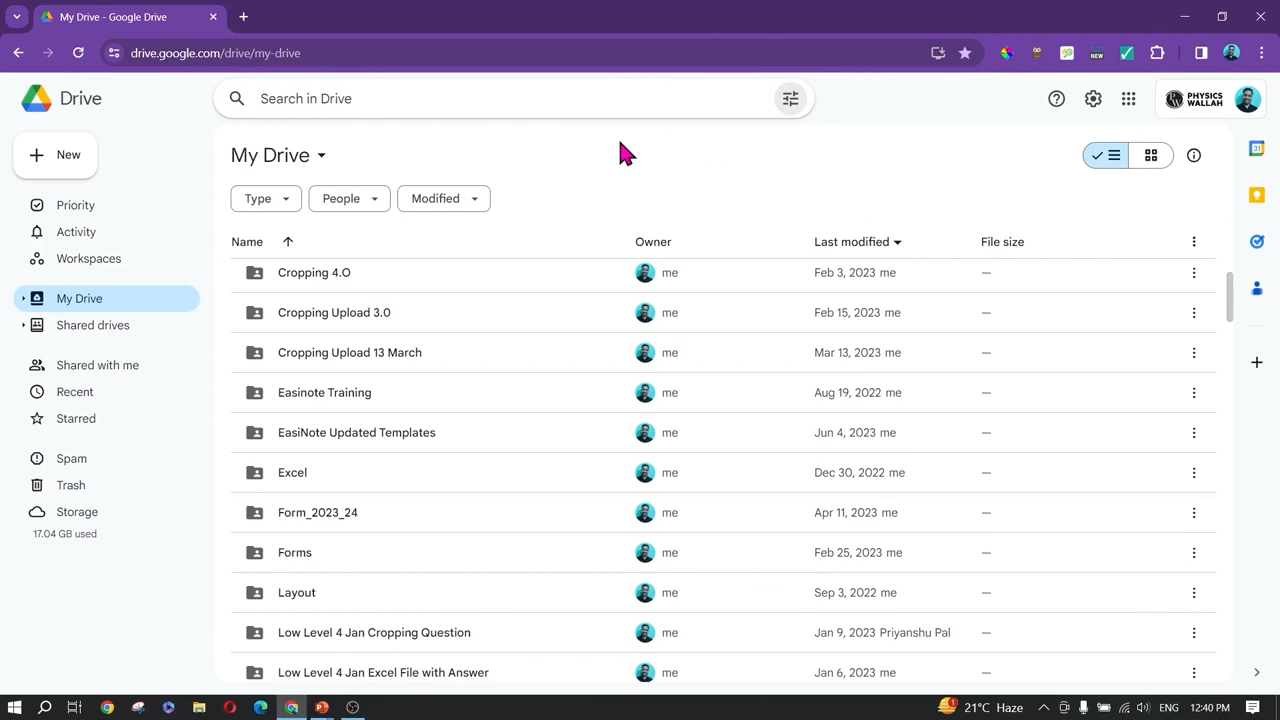 My Drive - Google Drive
drive.google.com/drive/my-drive
NEW
Drive
Search in Drive
PHYSICS
WALLAH
New
My Drive
31
Type
People
Modified
Priority
Activity
Workspaces
My Drive
Shared drives
Shared with me
Recent
Starred
Spam
Trash
Storage
17.04 GB used
Name Owner Last modified File size
Cropping 4.O me Feb 3, 2023 me —
Cropping Upload 3.0 me Feb 15, 2023 me —
Cropping Upload 13 March me Mar 13, 2023 me —
Easinote Training me Aug 19, 2022 me —
EasiNote Updated Templates me Jun 4, 2023 me —
Excel me Dec 30, 2022 me —
Form_2023_24 me Apr 11, 2023 me —
Forms me Feb 25, 2023 me —
Layout me Sep 3, 2022 me —
Low Level 4 Jan Cropping Question me Jan 9, 2023 Priyanshu Pal —
Low Level 4 Jan Excel File with Answer me Jan 6, 2023 me —
1 21°C Haze ENG 12:40 PM